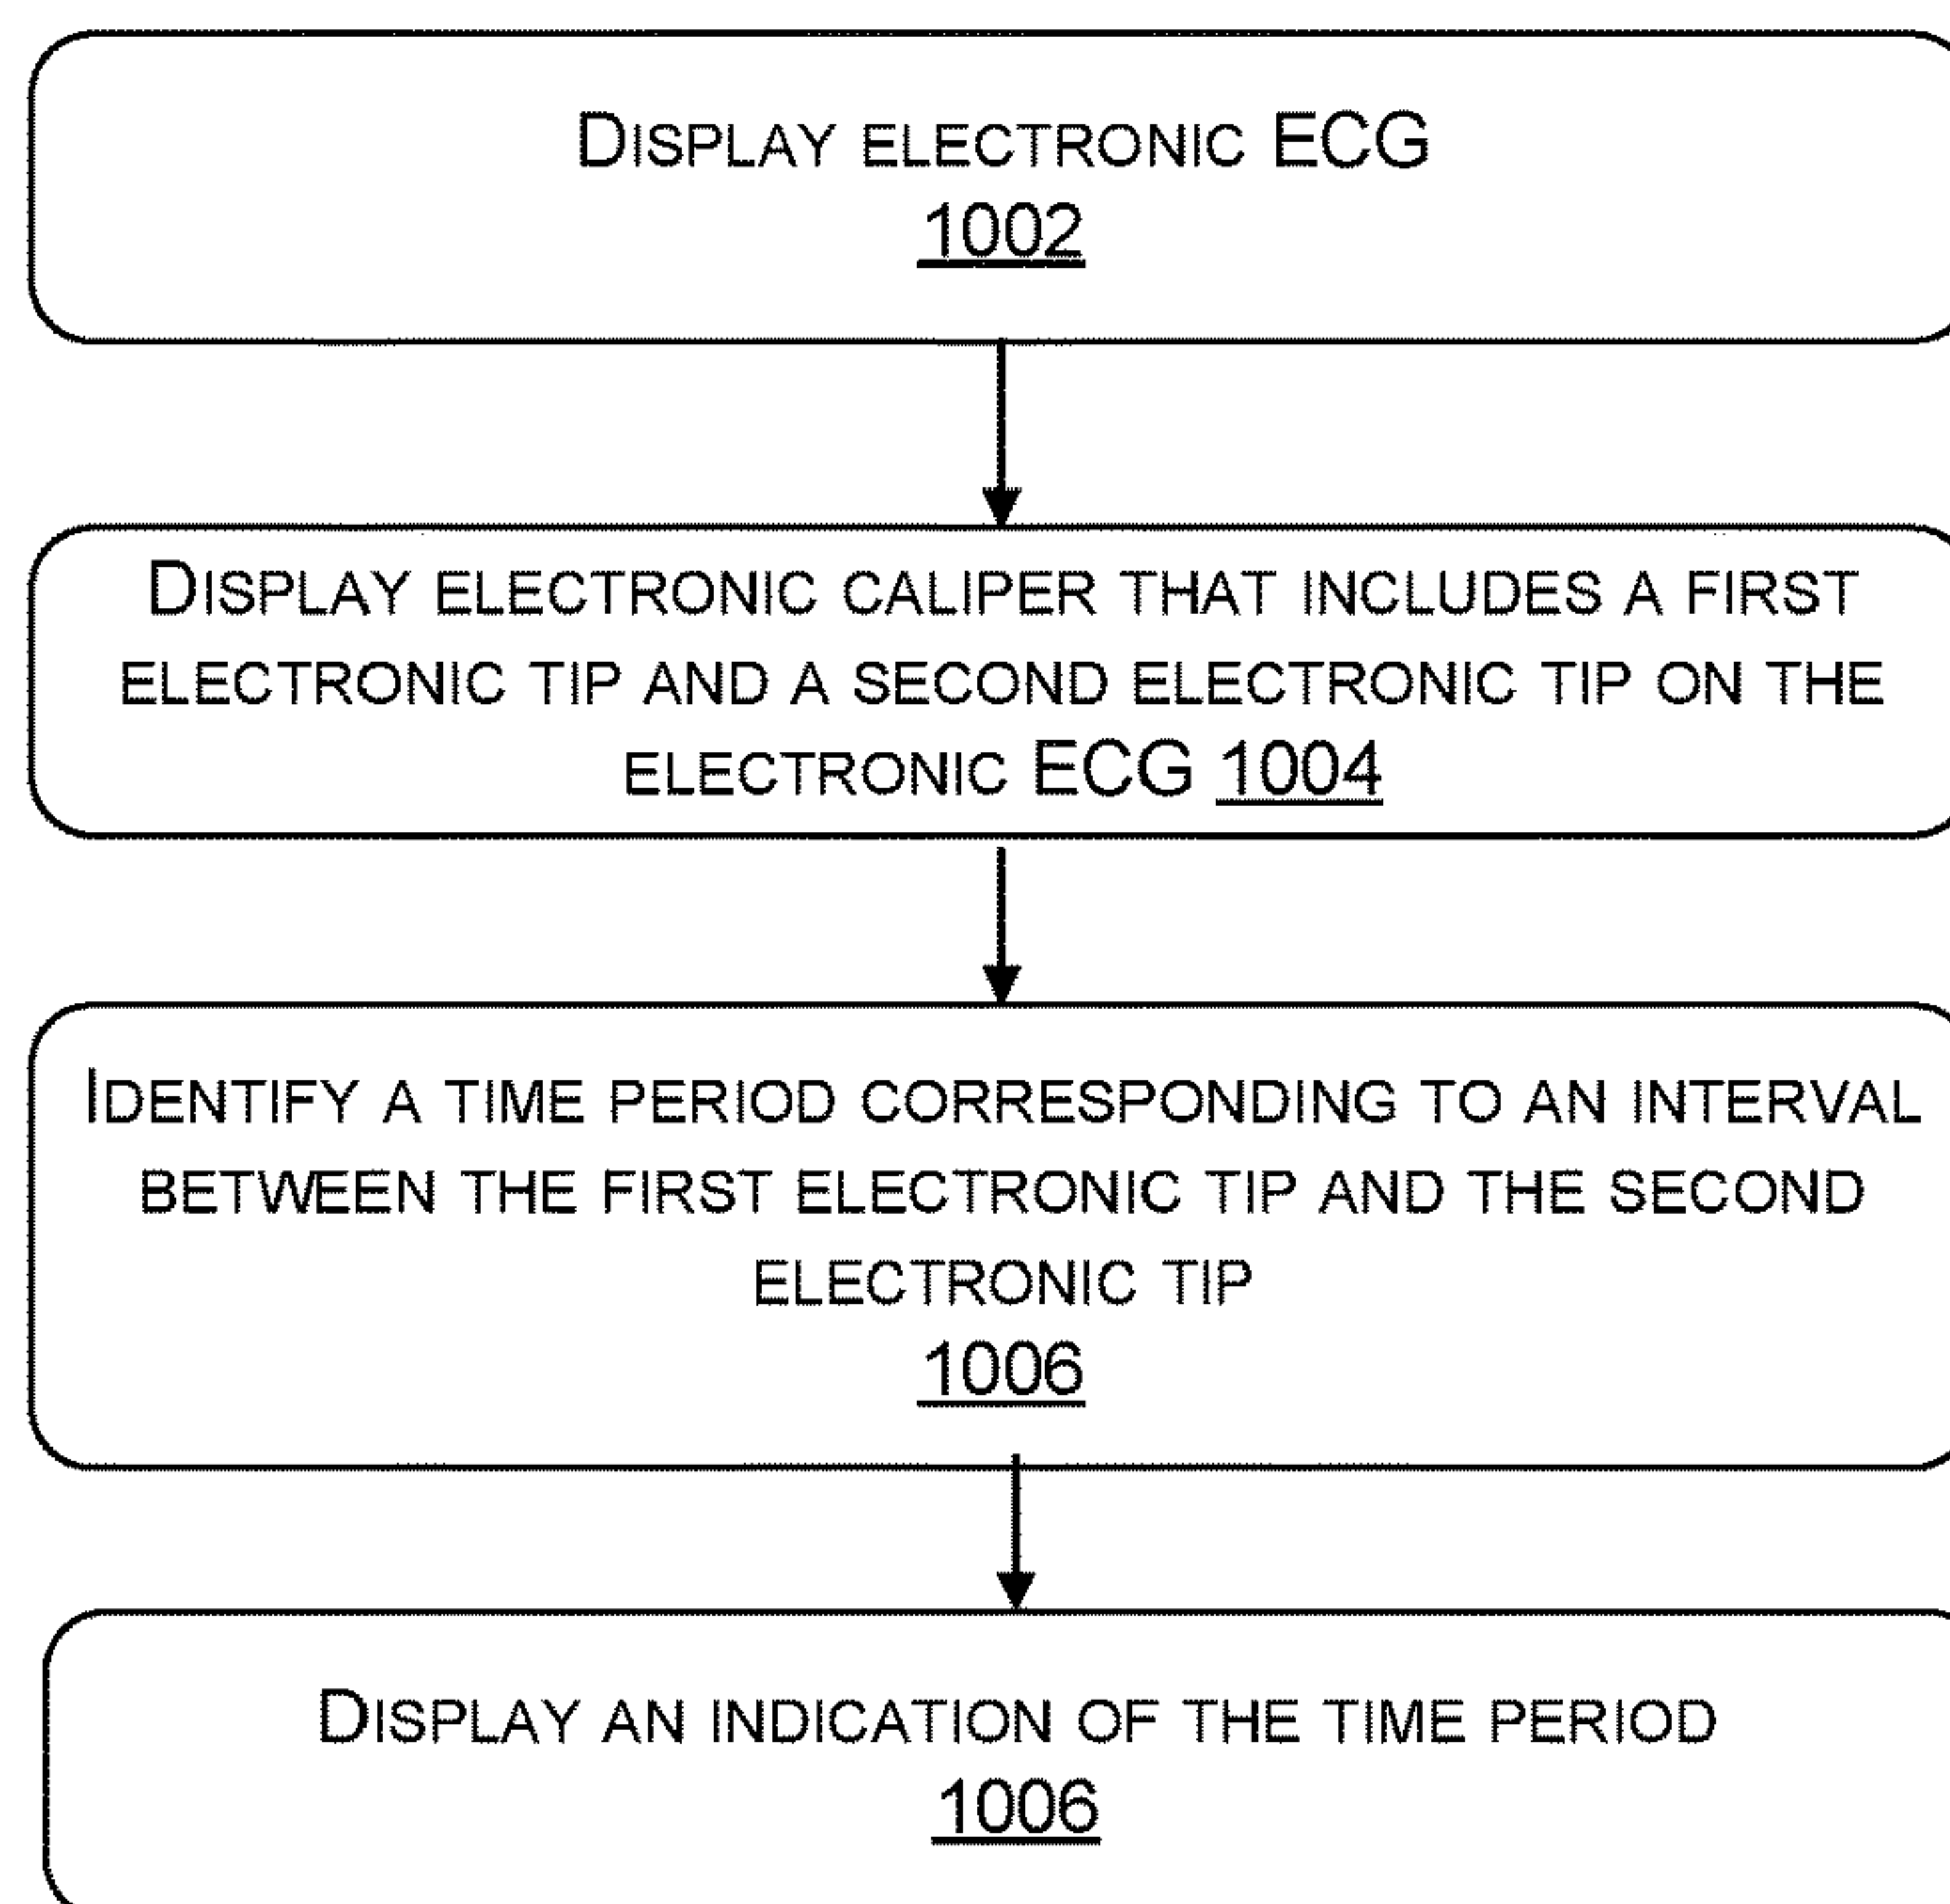 DISPLAY ELECTRONIC ECG
1002
DISPLAY ELECTRONIC CALIPER THAT INCLUDES A FIRST
ELECTRONIC TIP AND A SECOND ELECTRONIC TIP ON THE
ELECTRONIC ECG 1004
IDENTIFY A TIME PERIOD CORRESPONDING TO AN INTERVAL
BETWEEN THE FIRST ELECTRONIC TIP AND THE SECOND
ELECTRONIC TIP
1006
DISPLAY AN INDICATION OF THE TIME PERIOD
1006